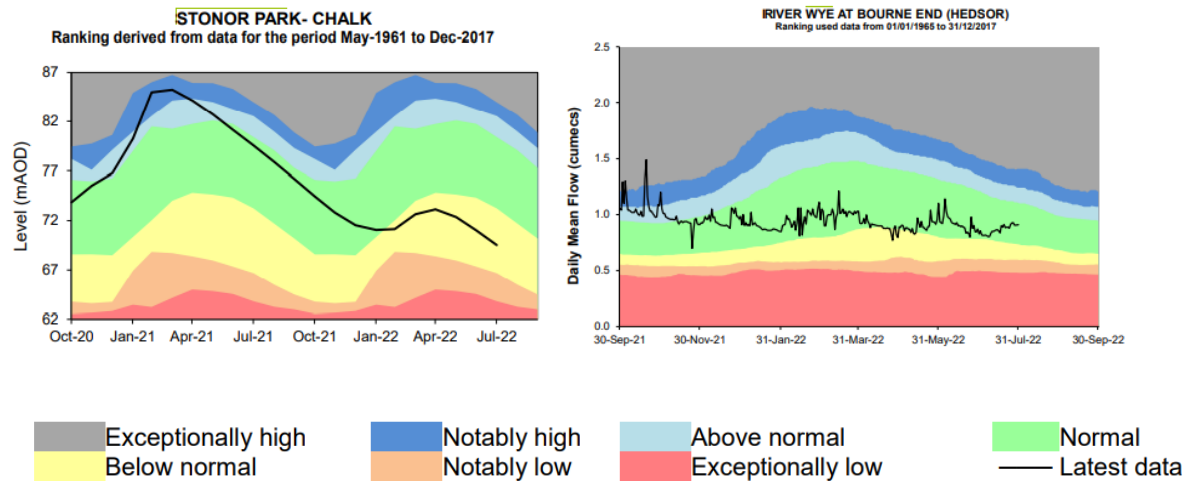 STONOR PARK- CHALK
Ranking derived from data for the period May-1961 to Dec-2017
Level (mAOD)
87
82
77
72
67
62
Oct-20 Jan-21 Apr-21 Jul-21 Oct-21 Jan-22 Apr-22 Jul-22
RIVER WYE AT BOURNE END (HEDSOR)
Ranking used data from 01/01/1965 to 31/12/2017
Daily Mean Flow (cumecs)
2.5
2.0
1.5
1.0
0.5
0.0
30-Sep-21 30-Nov-21 31-Jan-22 31-Mar-22 31-May-22 31-Jul-22 30-Sep-22
Exceptionally high Notably high Above normal Normal
Below normal Notably low Exceptionally low Latest data